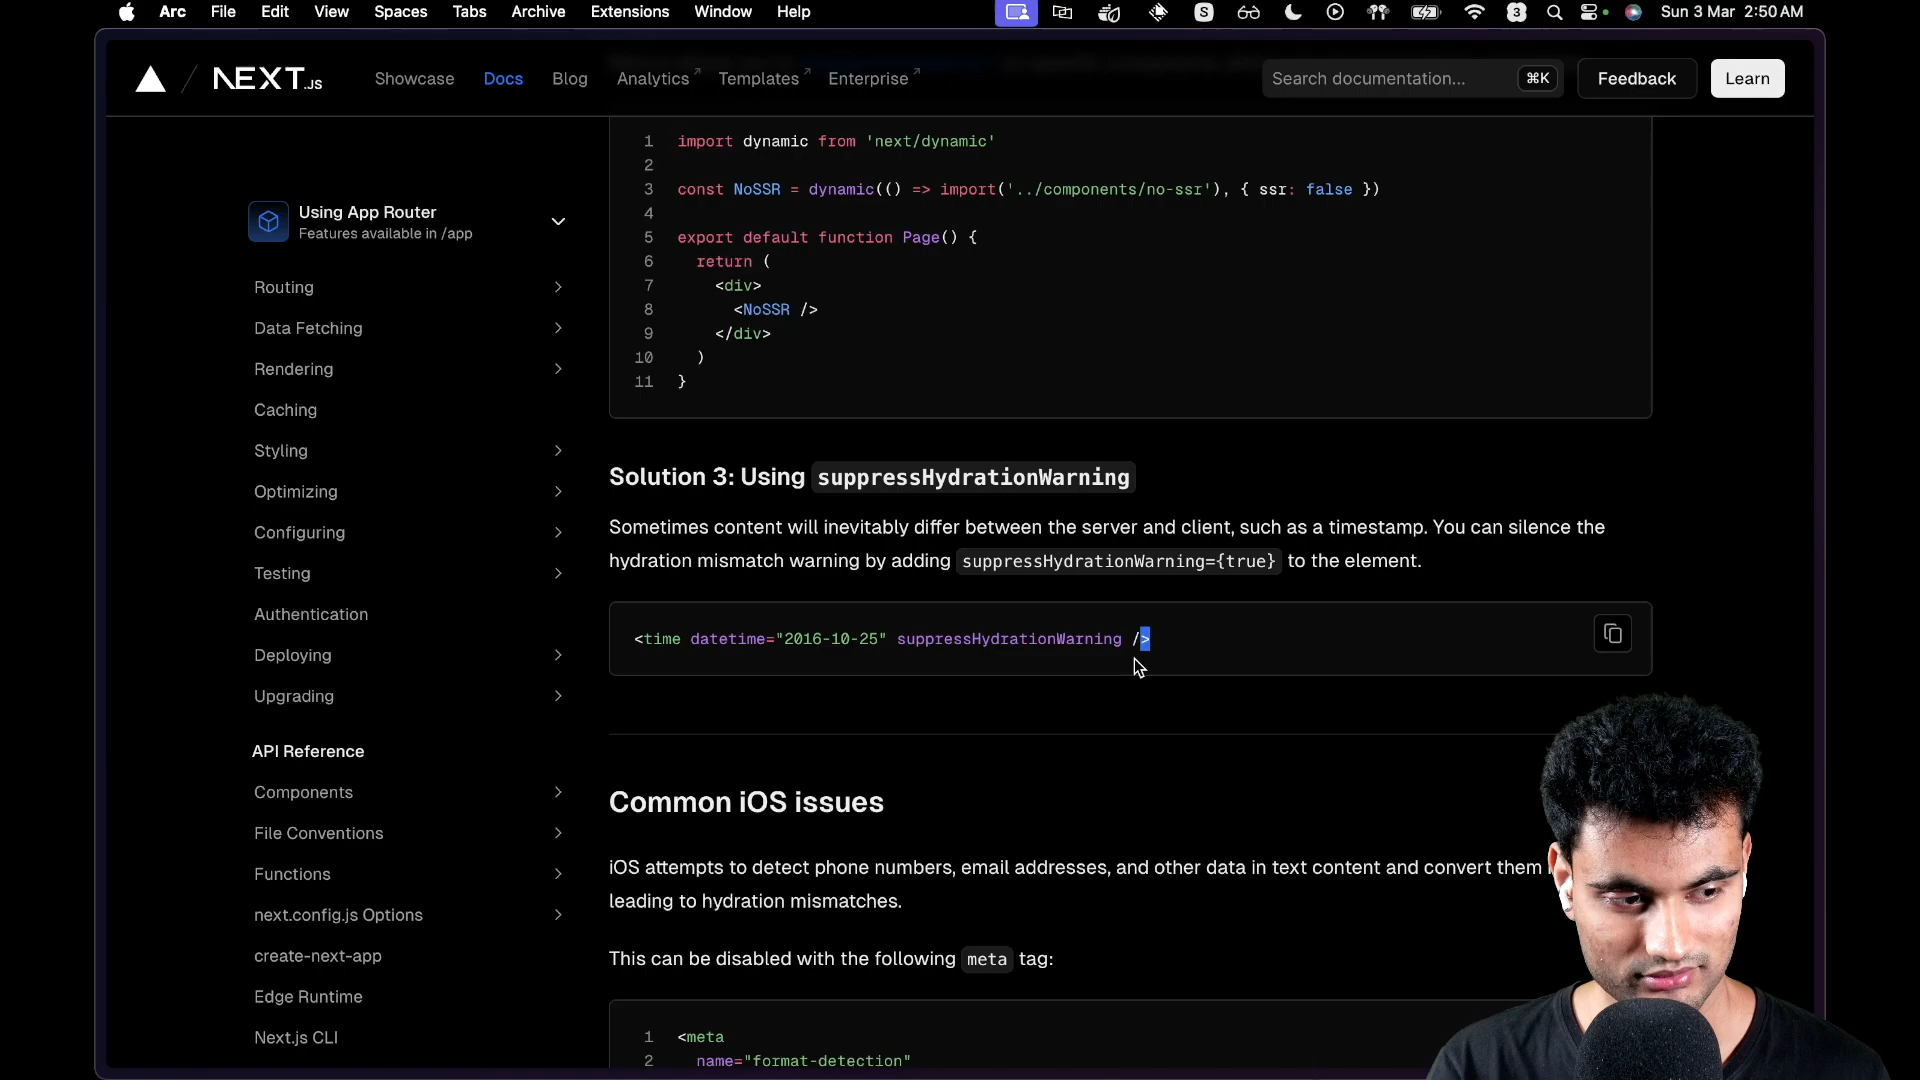 Arc File Edit View Spaces Tabs Archive Extensions Window Help S 3 Sun 3 Mar 2:50 AM
NEXT.JS Showcase Docs Blog Analytics Templates Enterprise Search documentation... ⌘K Feedback Learn
Using App Router
Features available in /app
Routing
Data Fetching
Rendering
Caching
Styling
Optimizing
Configuring
Testing
Authentication
Deploying
Upgrading
API Reference
Components
File Conventions
Functions
next.config.js Options
create-next-app
Edge Runtime
Next.js CLI
1 import dynamic from 'next/dynamic'
2
3 const NoSSR = dynamic(() => import('../components/no-ssr'), { ssr: false })
4
5 export default function Page() {
6 return (
7 <div>
8 <NoSSR />
9 </div>
10 )
11 }
Solution 3: Using suppressHydrationWarning
Sometimes content will inevitably differ between the server and client, such as a timestamp. You can silence the
hydration mismatch warning by adding suppressHydrationWarning={true} to the element.
<time datetime="2016-10-25" suppressHydrationWarning />
Common iOS issues
iOS attempts to detect phone numbers, email addresses, and other data in text content and convert them
leading to hydration mismatches.
This can be disabled with the following meta tag:
1 <meta
2 name="format-detection"